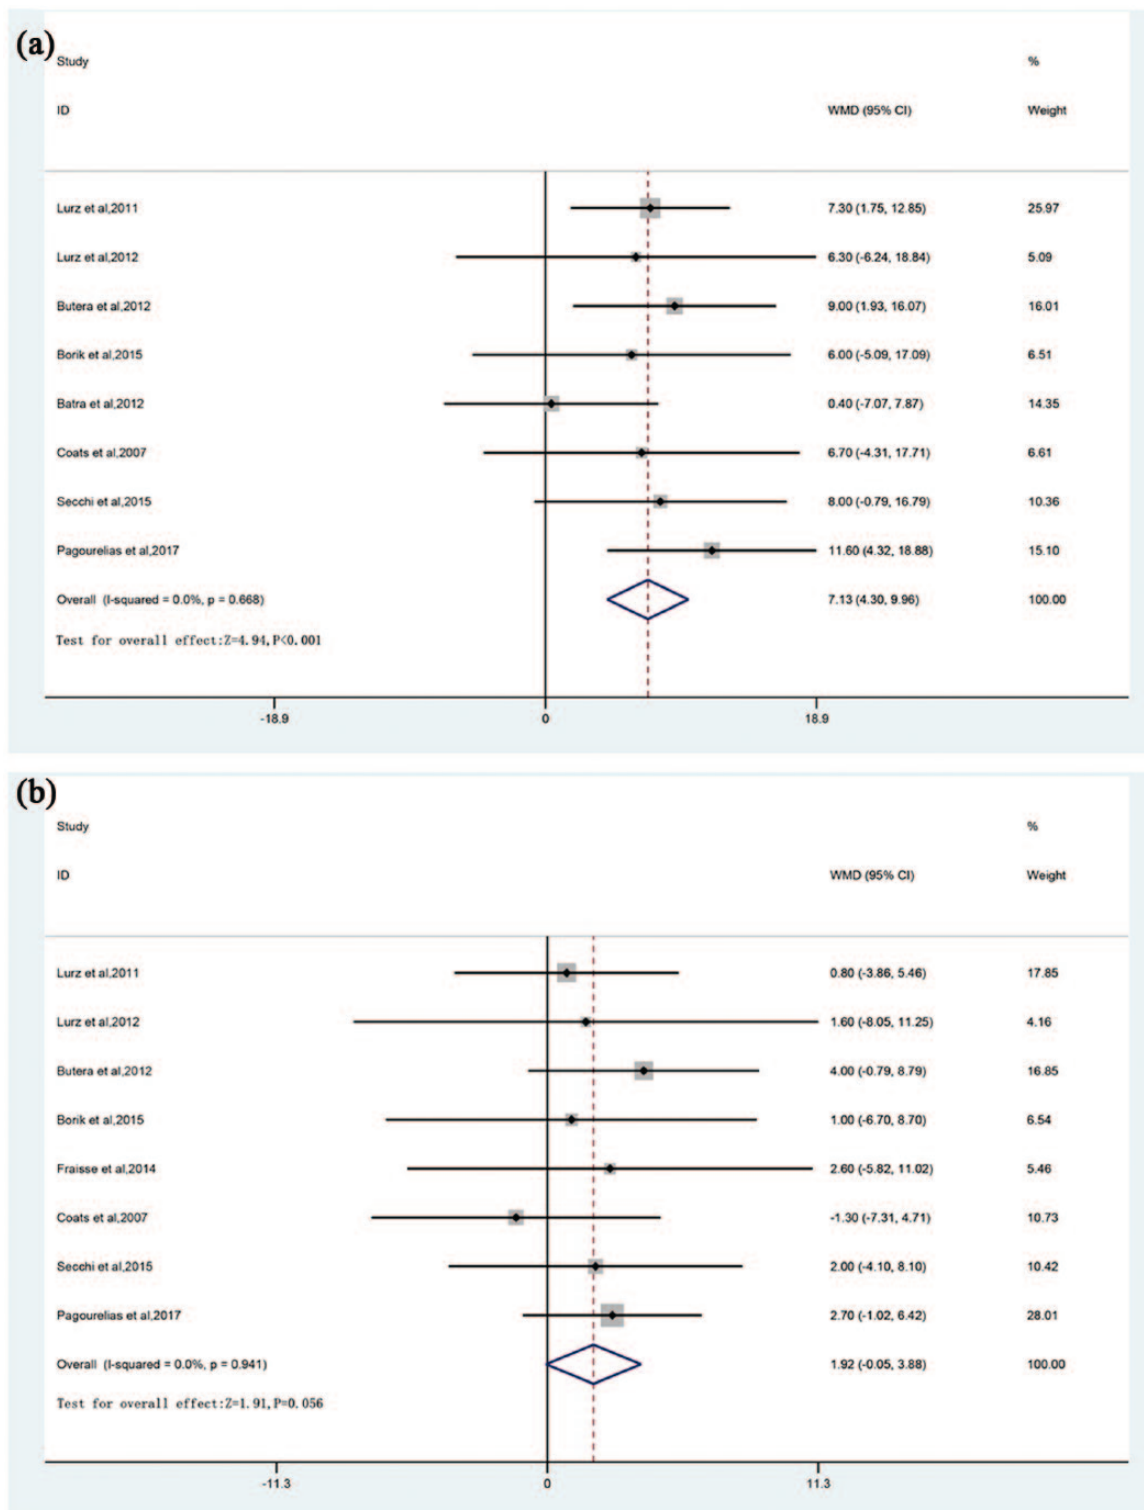 (a)
Study %
ID WMD (95% CI) Weight
Lurz et al,2011 7.30 (1.75, 12.85) 25.97
Lurz et al,2012 6.30 (-6.24, 18.84) 5.09
Butera et al,2012 9.00 (1.93, 16.07) 16.01
Borik et al,2015 6.00 (-5.09, 17.09) 6.51
Batra et al,2012 0.40 (-7.07, 7.87) 14.35
Coats et al,2007 6.70 (-4.31, 17.71) 6.61
Secchi et al,2015 8.00 (-0.79, 16.79) 10.36
Pagourelias et al,2017 11.60 (4.32, 18.88) 15.10
Overall (I-squared = 0.0%, p = 0.668) 7.13 (4.30, 9.96) 100.00
Test for overall effect:Z=4.94,P<0.001
-18.9 0 18.9
(b)
Study %
ID WMD (95% CI) Weight
Lurz et al,2011 0.80 (-3.86, 5.46) 17.85
Lurz et al,2012 1.60 (-8.05, 11.25) 4.16
Butera et al,2012 4.00 (-0.79, 8.79) 16.85
Borik et al,2015 1.00 (-6.70, 8.70) 6.54
Fraisse et al,2014 2.60 (-5.82, 11.02) 5.46
Coats et al,2007 -1.30 (-7.31, 4.71) 10.73
Secchi et al,2015 2.00 (-4.10, 8.10) 10.42
Pagourelias et al,2017 2.70 (-1.02, 6.42) 28.01
Overall (I-squared = 0.0%, p = 0.941) 1.92 (-0.05, 3.88) 100.00
Test for overall effect:Z=1.91,P=0.056
-11.3 0 11.3